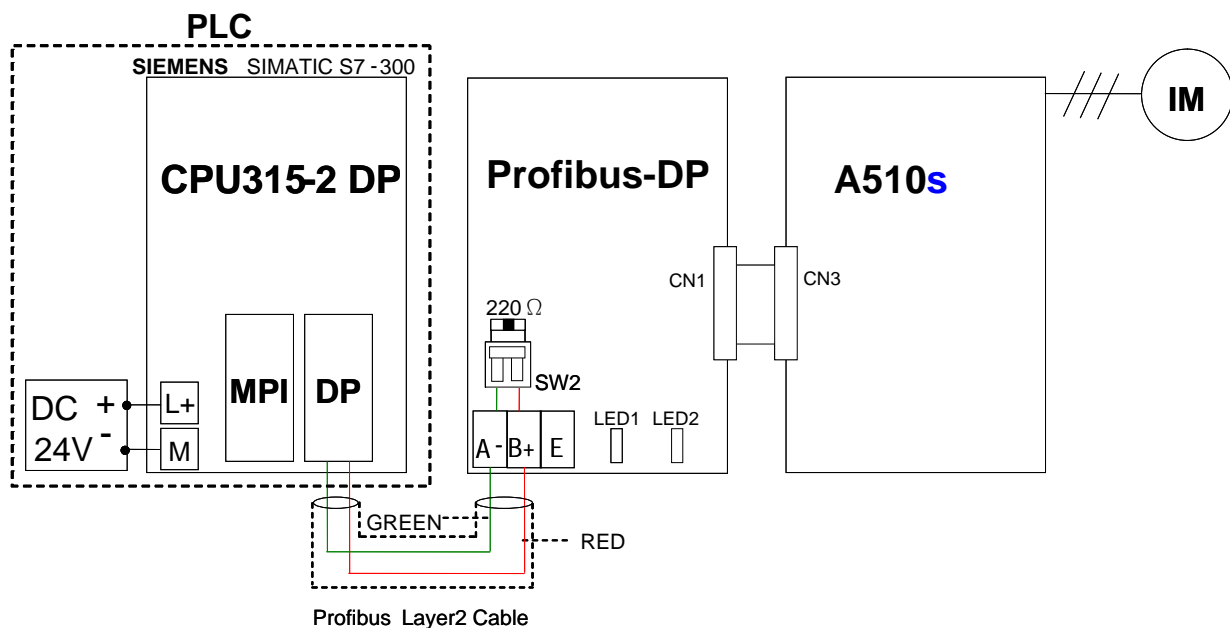 PLC
SIEMENS SIMATIC S7 -300
CPU315-2 DP
Profibus-DP
A510s
IM
CN1
CN3
220 Ω
SW2
MPI
DP
DC +
24V -
L+
M
A -
B+
E
LED1
LED2
GREEN
RED
Profibus Layer2 Cable